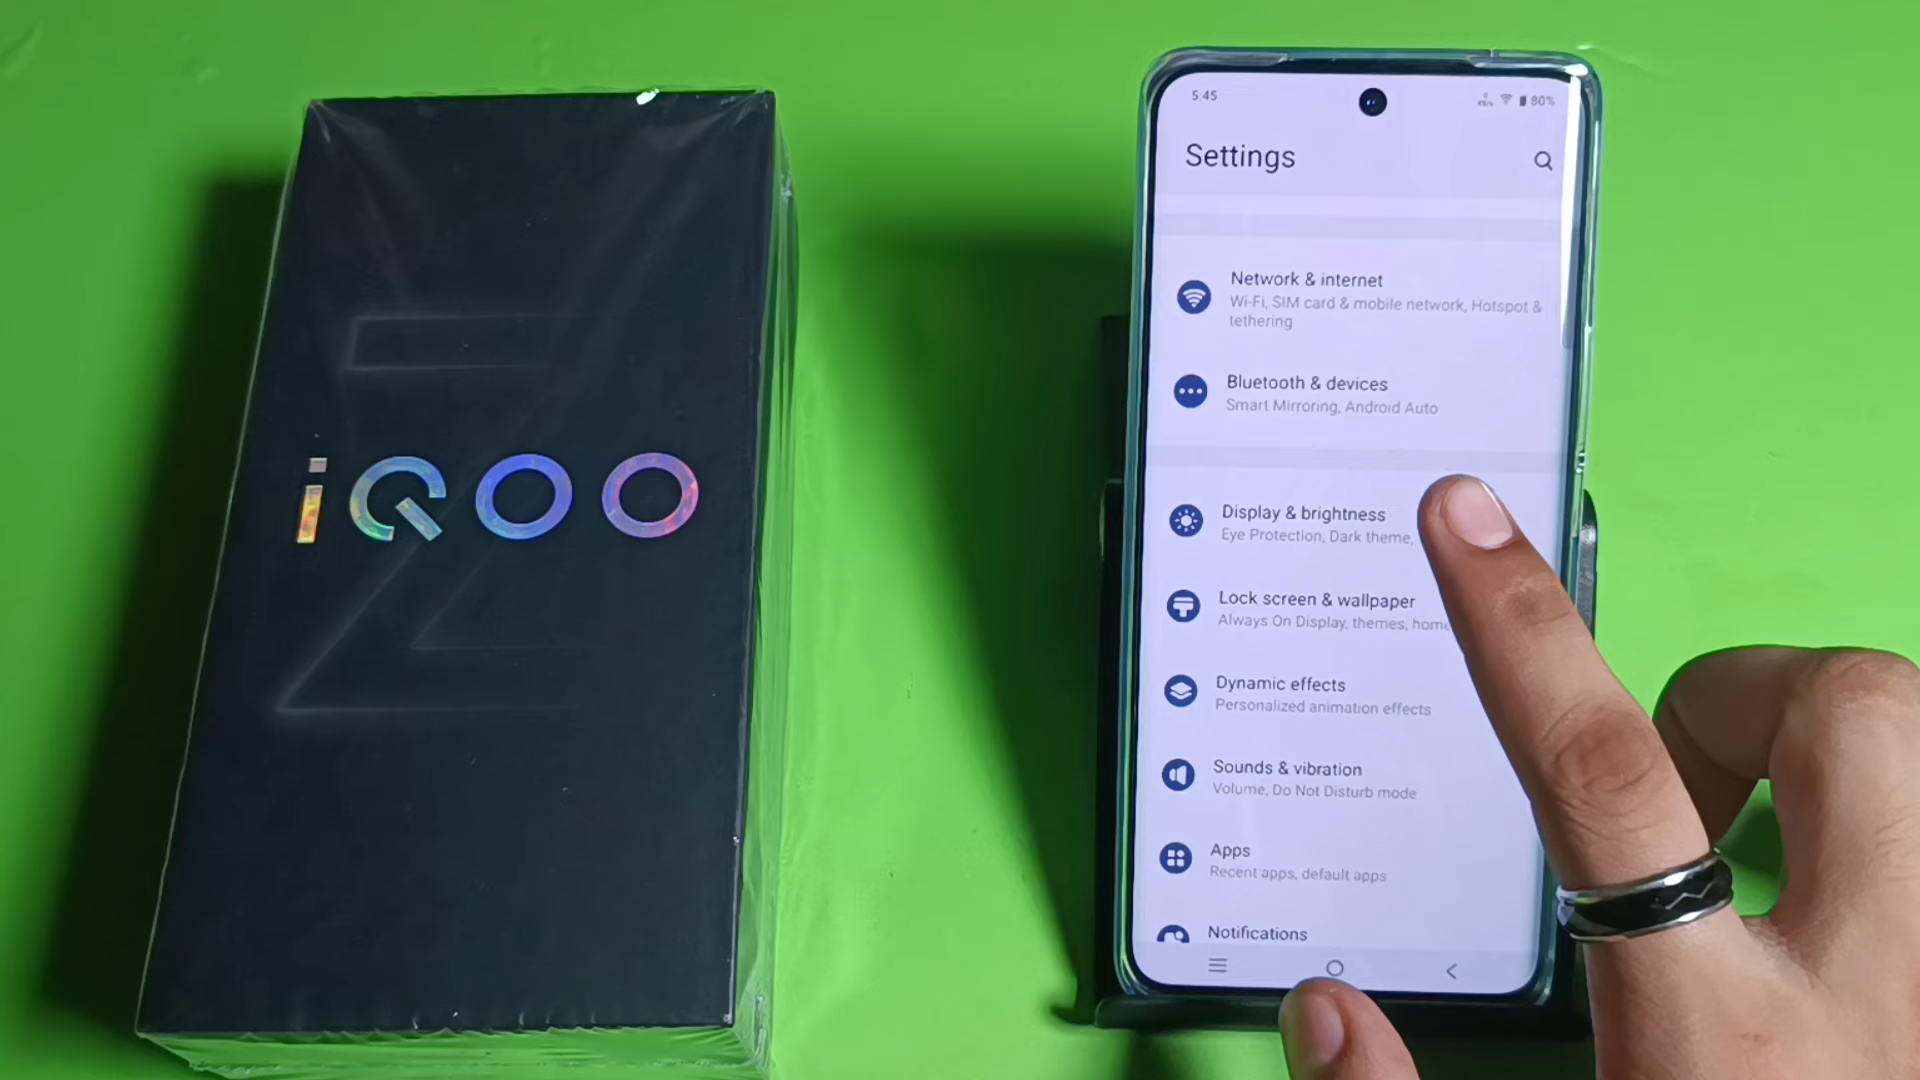 iQOO
Z
5:45
80%
Settings
Network & internet
Wi-Fi, SIM card & mobile network, Hotspot &
tethering
Bluetooth & devices
Smart Mirroring, Android Auto
Display & brightness
Eye Protection, Dark theme,
Lock screen & wallpaper
Always On Display, themes,
Dynamic effects
Personalized animation effects
Sounds & vibration
Volume, Do Not Disturb mode
Apps
Recent apps, default apps
Notifications